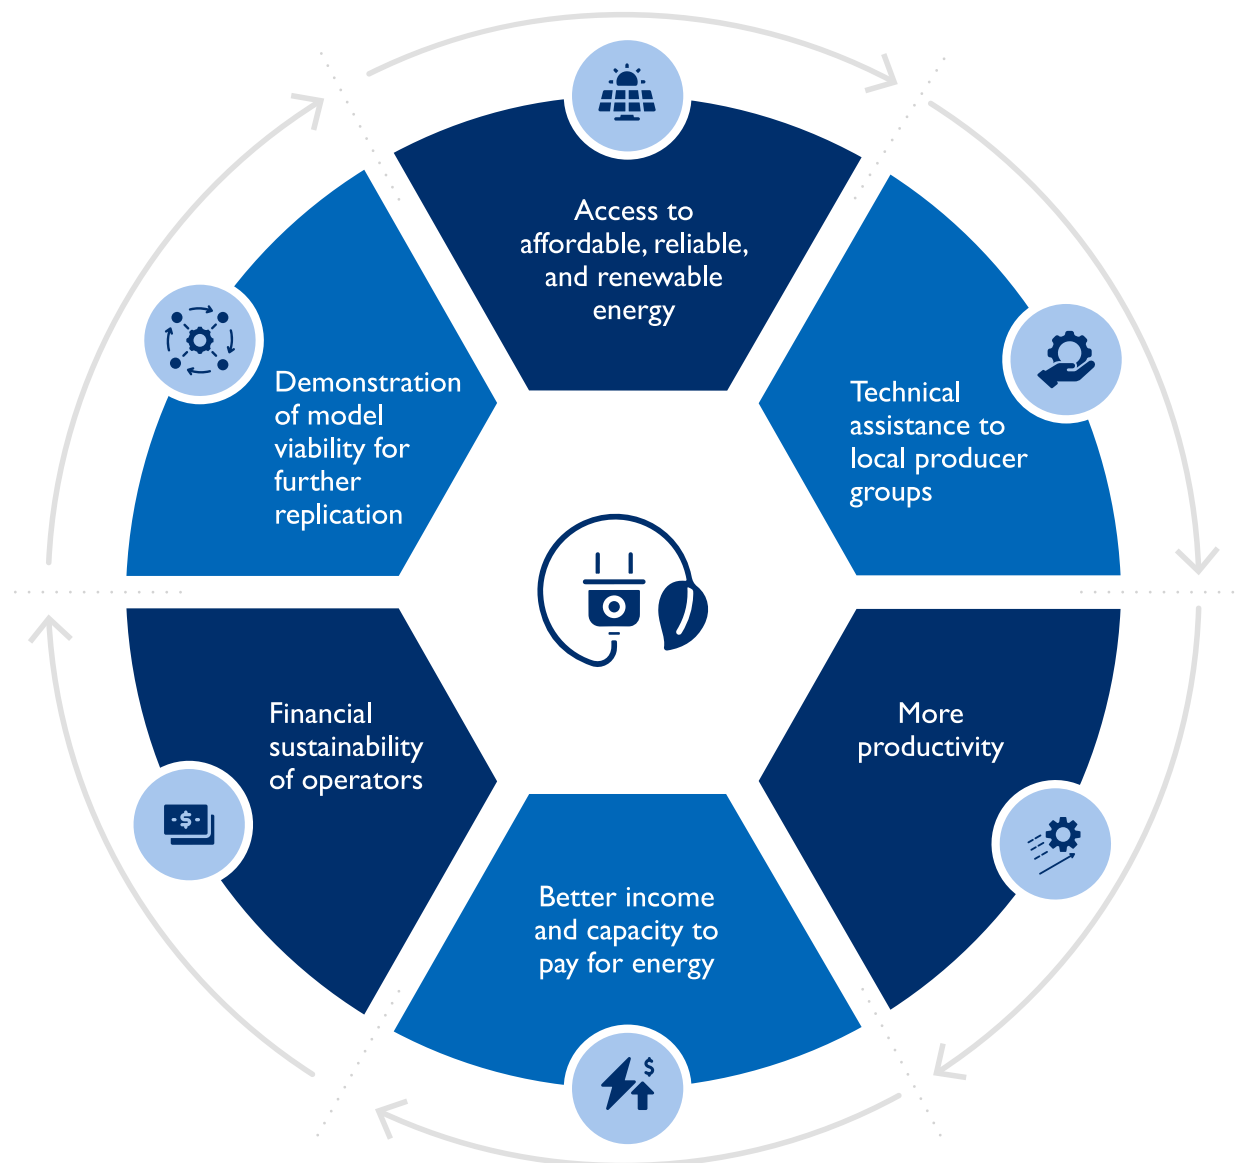 Access to
affordable, reliable,
and renewable
energy
Technical
assistance to
local producer
groups
More
productivity
Better income
and capacity to
pay for energy
$
Financial
sustainability
of operators
-$-
Demonstration
of model
viability for
further
replication